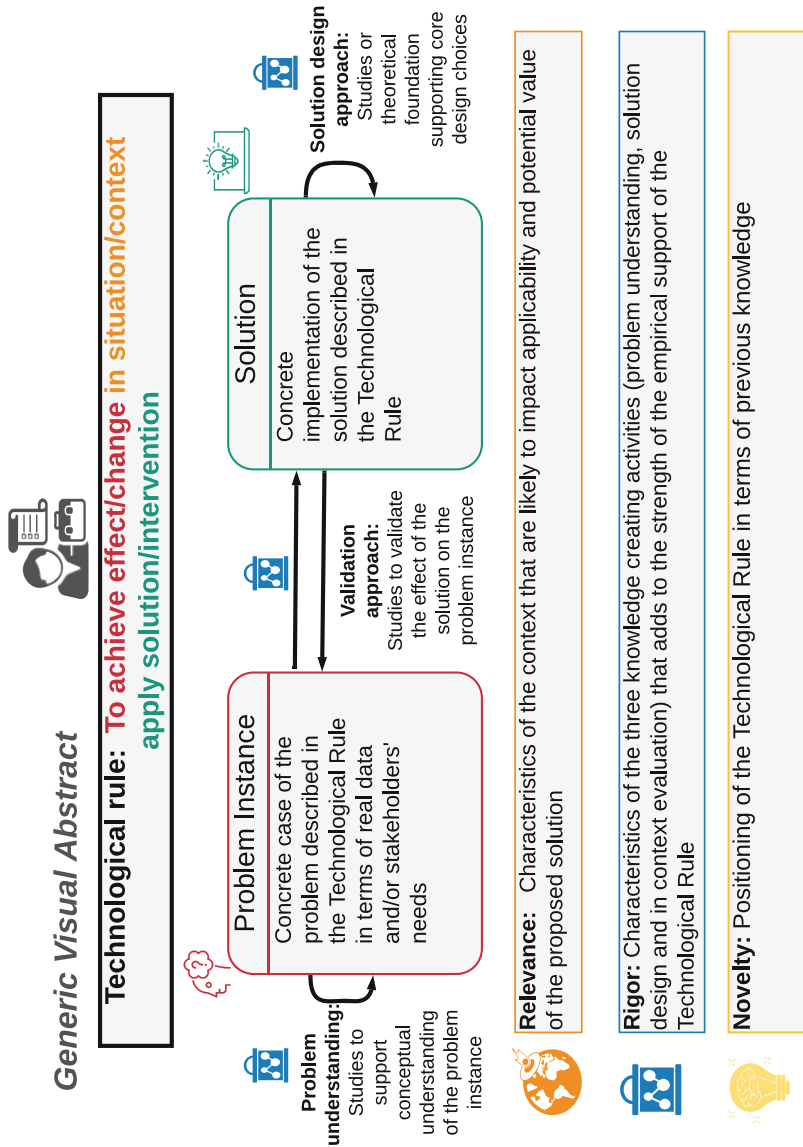 Generic Visual Abstract
Technological rule: To achieve effect/change in situation/context
apply solution/intervention
Problem
understanding:
Studies to
support
conceptual
understanding
of the problem
instance
Problem Instance
Concrete case of the
problem described in
the Technological Rule
in terms of real data
and/or stakeholders'
needs
Validation
approach:
Studies to validate
the effect of the
solution on the
problem instance
Solution
Concrete
implementation of the
solution described in
the Technological
Rule
Solution design
approach:
Studies or
theoretical
foundation
supporting core
design choices
Relevance: Characteristics of the context that are likely to impact applicability and potential value
of the proposed solution
Rigor: Characteristics of the three knowledge creating activities (problem understanding, solution
design and in context evaluation) that adds to the strength of the empirical support of the
Technological Rule
Novelty: Positioning of the Technological Rule in terms of previous knowledge